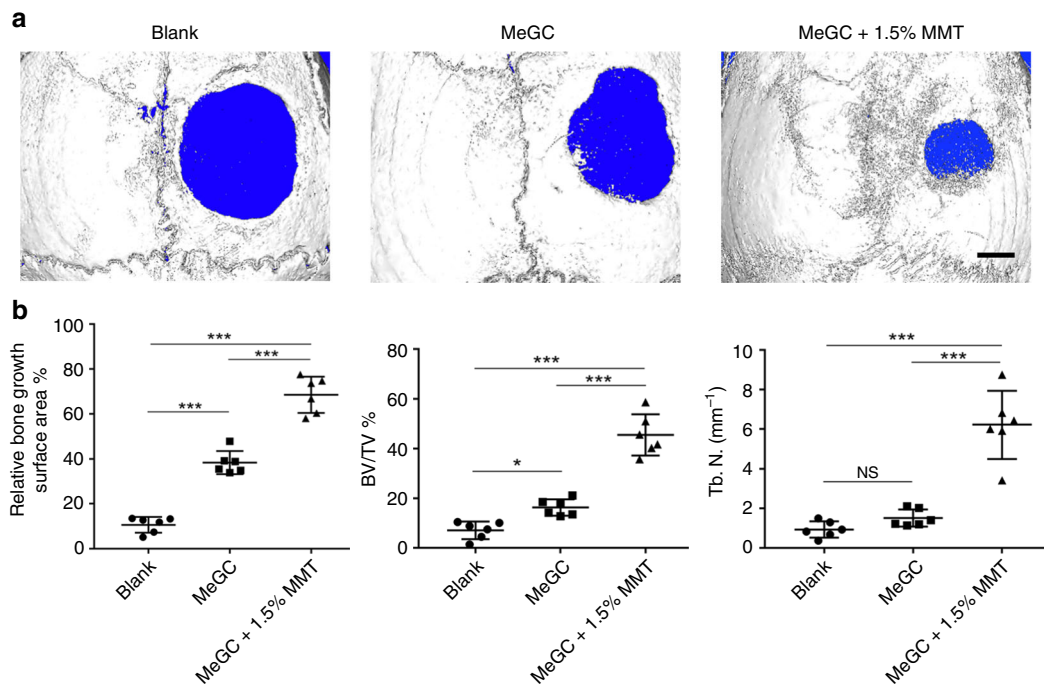 a
Blank
MeGC
MeGC + 1.5% MMT
b
Relative bone growth
surface area %
100
80
60
40
20
0
***
***
***
Blank
MeGC
MeGC + 1.5% MMT
BV/TV %
80
60
40
20
0
***
***
*
Blank
MeGC
MeGC + 1.5% MMT
Tb. N. (mm⁻¹)
10
8
6
4
2
0
***
***
NS
Blank
MeGC
MeGC + 1.5% MMT